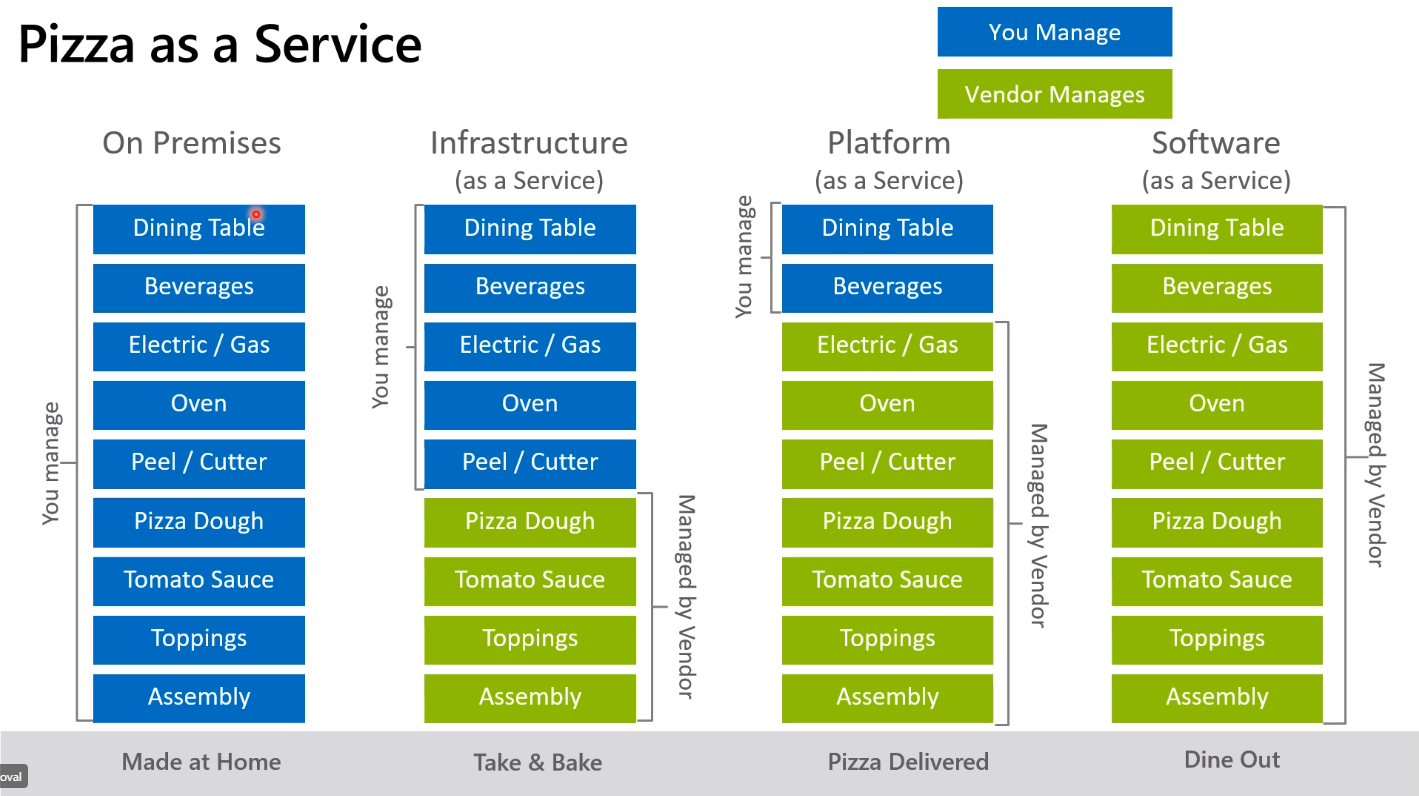 Pizza as a Service
You Manage
Vendor Manages
On Premises
You manage
Dining Table
Beverages
Electric / Gas
Oven
Peel / Cutter
Pizza Dough
Tomato Sauce
Toppings
Assembly
Made at Home
Infrastructure
(as a Service)
You manage
Dining Table
Beverages
Electric / Gas
Oven
Peel / Cutter
Pizza Dough
Tomato Sauce
Toppings
Assembly
Managed by Vendor
Take & Bake
Platform
(as a Service)
You manage
Dining Table
Beverages
Electric / Gas
Oven
Peel / Cutter
Pizza Dough
Tomato Sauce
Toppings
Assembly
Managed by Vendor
Pizza Delivered
Software
(as a Service)
Dining Table
Beverages
Electric / Gas
Oven
Peel / Cutter
Pizza Dough
Tomato Sauce
Toppings
Assembly
Managed by Vendor
Dine Out
oval